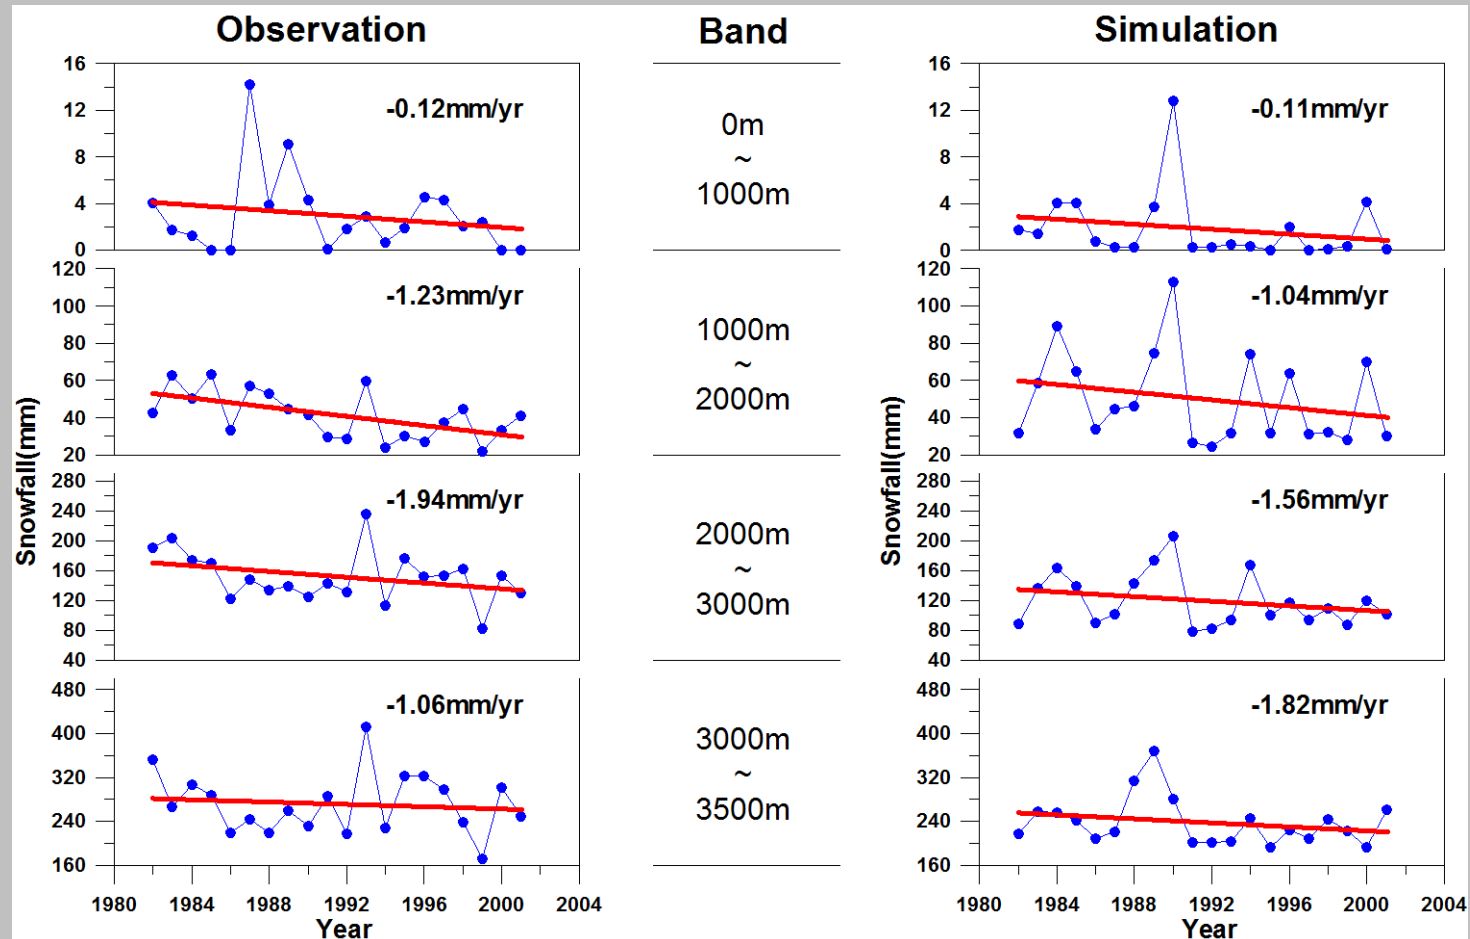 Observation
Band
Simulation
16
12
8
4
0
-0.12mm/yr
0m
~
1000m
16
12
8
4
0
-0.11mm/yr
120
100
80
60
40
20
-1.23mm/yr
1000m
~
2000m
120
100
80
60
40
20
-1.04mm/yr
Snowfall(mm)
Snowfall(mm)
280
240
200
160
120
80
40
-1.94mm/yr
2000m
~
3000m
280
240
200
160
120
80
40
-1.56mm/yr
480
400
320
240
160
-1.06mm/yr
3000m
~
3500m
480
400
320
240
160
-1.82mm/yr
1980 1984 1988 1992 1996 2000 2004
Year
1980 1984 1988 1992 1996 2000 2004
Year